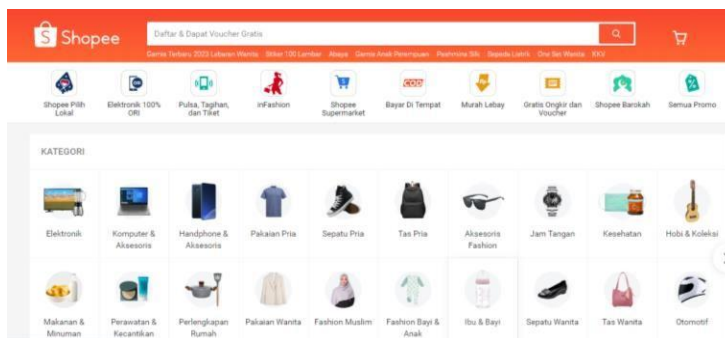 Shopee
Daftar & Dapat Voucher Gratis
Gamis Terbaru 2023 Lebaran Wanita Stiker 100 Lembar Abaya Gamis Anak Perempuan Pashmina Silk Sepeda Listrik One Set Wanita KKV
Shopee Pilih Lokal
Elektronik 100% ORI
Pulsa, Tagihan, dan Tiket
inFashion
Shopee Supermarket
COD
Bayar Di Tempat
Murah Lebay
Gratis Ongkir dan Voucher
Shopee Barokah
Semua Promo
KATEGORI
Elektronik
Komputer & Aksesoris
Handphone & Aksesoris
Pakaian Pria
Sepatu Pria
Tas Pria
Aksesoris Fashion
Jam Tangan
Kesehatan
Hobi & Koleksi
Makanan & Minuman
Perawatan & Kecantikan
Perlengkapan Rumah
Pakaian Wanita
Fashion Muslim
Fashion Bayi & Anak
Ibu & Bayi
Sepatu Wanita
Tas Wanita
Otomotif